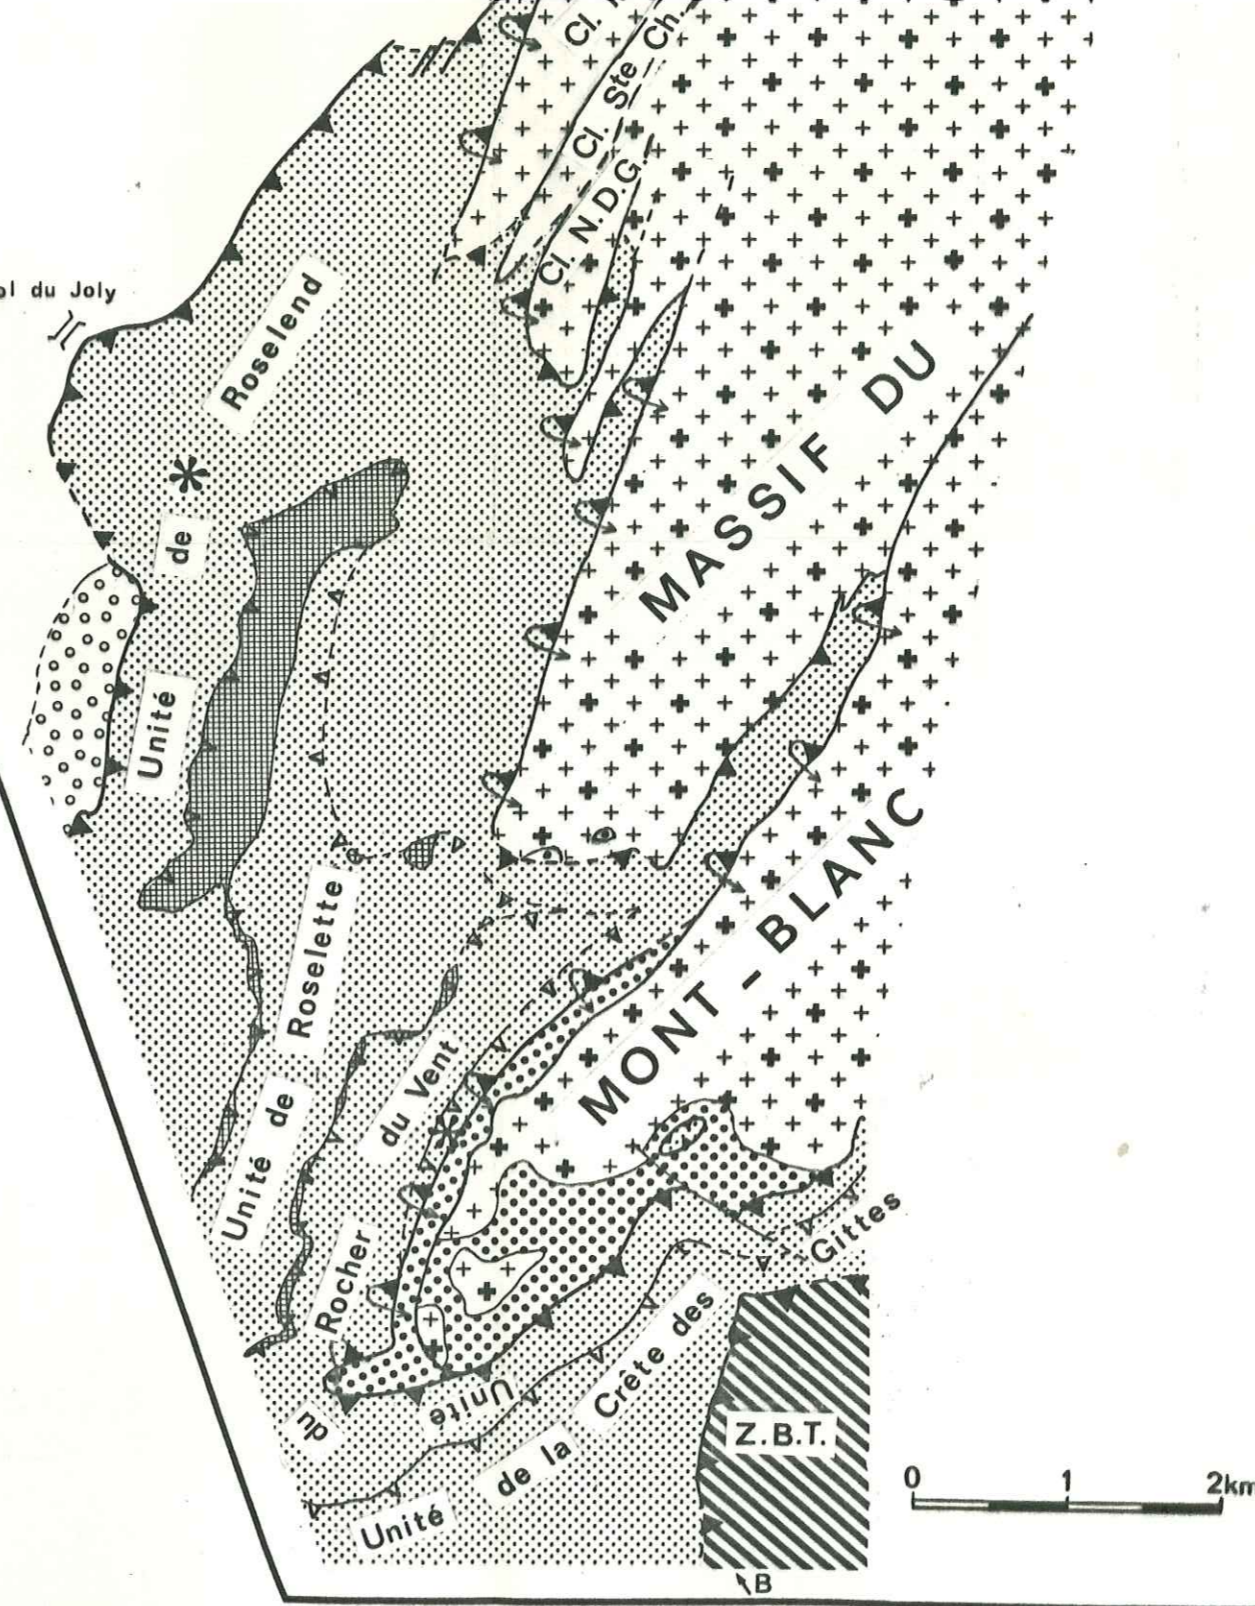 Cl.
Cl. Ste Ch.
Cl. N.D.G.
ol du Joly
Unité de Roselend
MASSIF DU
MONT-BLANC
Unité de Roselette
Unité du Rocher du Vent
Unité de la Crête des Gittes
Z.B.T.
0 1 2km
B